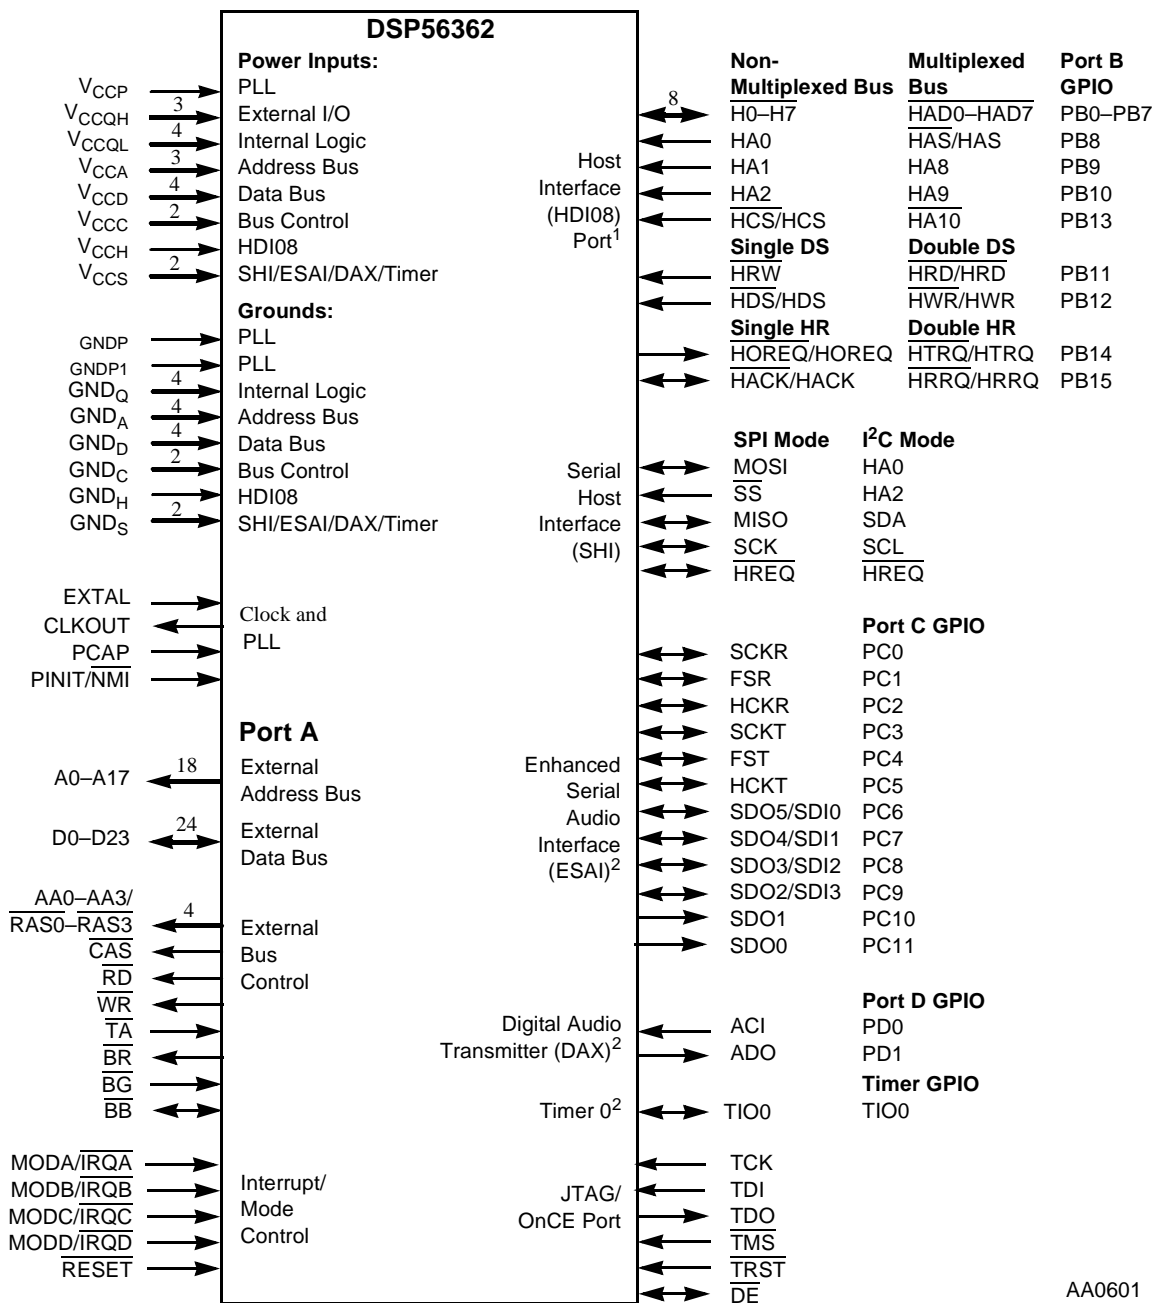 DSP56362
Power Inputs:
VCCP PLL
VCCQH 3 External I/O
VCCQL 4 Internal Logic
VCCA 3 Address Bus
VCCD 4 Data Bus
VCCC 2 Bus Control
VCCH HDI08
VCCS 2 SHI/ESAI/DAX/Timer
Grounds:
GNDP PLL
GNDP1 PLL
GNDQ 4 Internal Logic
GNDA 4 Address Bus
GNDD 4 Data Bus
GNDC 2 Bus Control
GNDH HDI08
GNDS 2 SHI/ESAI/DAX/Timer
EXTAL
CLKOUT
PCAP
PINIT/NMI
Clock and
PLL
Port A
A0–A17 18 External
Address Bus
D0–D23 24 External
Data Bus
AA0–AA3/
RAS0–RAS3 4
CAS
RD
WR
TA
BR
BG
BB
External
Bus
Control
MODA/IRQA
MODB/IRQB
MODC/IRQC
MODD/IRQD
RESET
Interrupt/
Mode
Control
Host
Interface
(HDI08)
Port1
Non- Multiplexed Port B
Multiplexed Bus Bus GPIO
8 H0–H7 HAD0–HAD7 PB0–PB7
HA0 HAS/HAS PB8
HA1 HA8 PB9
HA2 HA9 PB10
HCS/HCS HA10 PB13
Single DS Double DS
HRW HRD/HRD PB11
HDS/HDS HWR/HWR PB12
Single HR Double HR
HOREQ/HOREQ HTRQ/HTRQ PB14
HACK/HACK HRRQ/HRRQ PB15
Serial
Host
Interface
(SHI)
SPI Mode I2C Mode
MOSI HA0
SS HA2
MISO SDA
SCK SCL
HREQ HREQ
Enhanced
Serial
Audio
Interface
(ESAI)2
Port C GPIO
SCKR PC0
FSR PC1
HCKR PC2
SCKT PC3
FST PC4
HCKT PC5
SDO5/SDI0 PC6
SDO4/SDI1 PC7
SDO3/SDI2 PC8
SDO2/SDI3 PC9
SDO1 PC10
SDO0 PC11
Digital Audio
Transmitter (DAX)2
Port D GPIO
ACI PD0
ADO PD1
Timer GPIO
Timer 02 TIO0 TIO0
JTAG/
OnCE Port
TCK
TDI
TDO
TMS
TRST
DE
AA0601